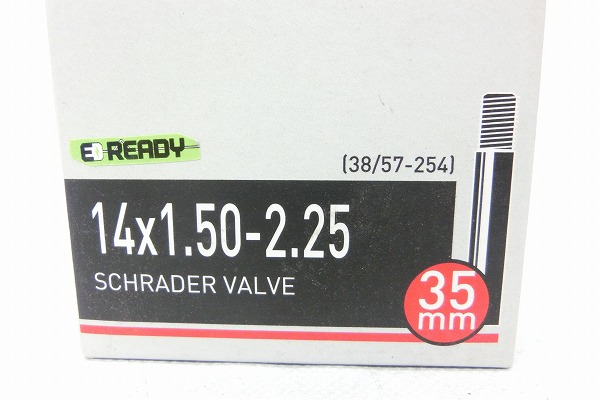 E-READY
(38/57-254)
14x1.50-2.25
SCHRADER VALVE
35
mm